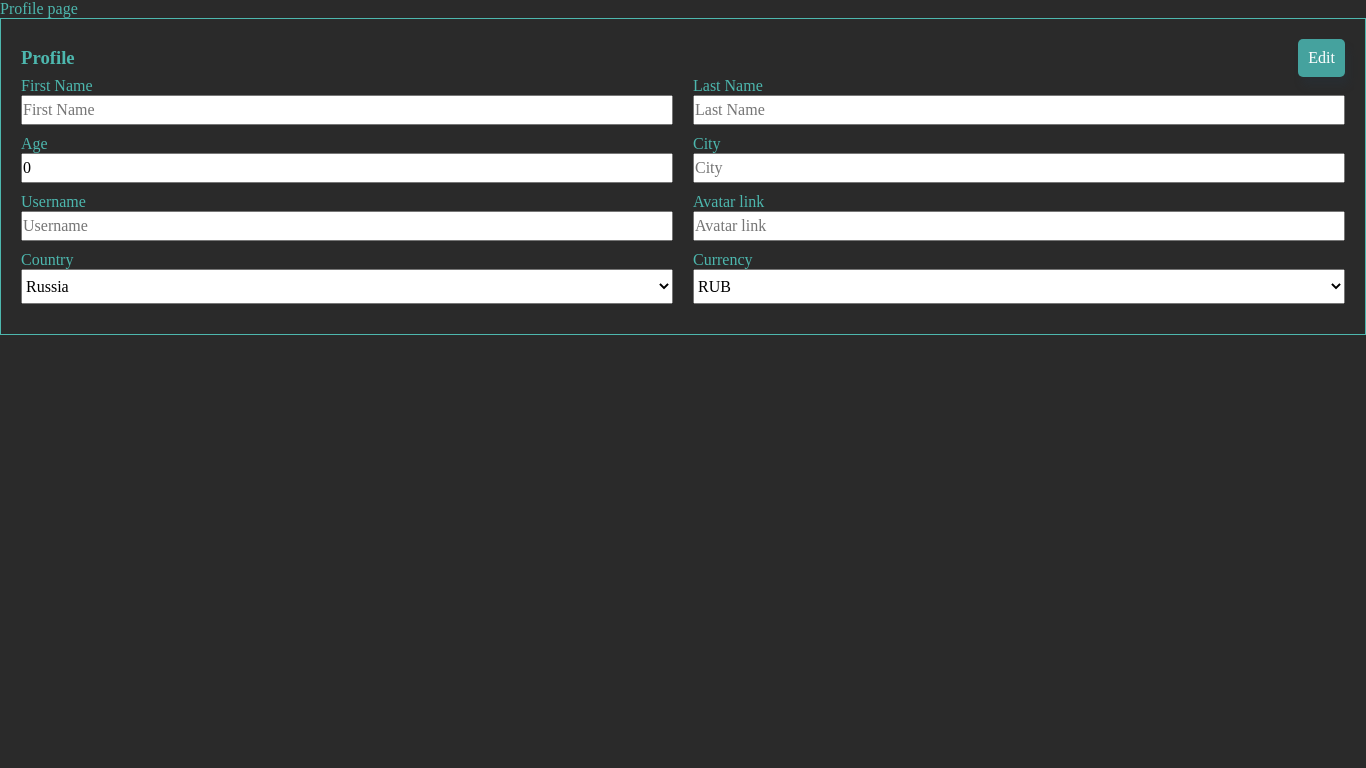 Profile page
Profile
Edit
First Name
Last Name
First Name
Last Name
Age
City
0
City
Username
Avatar link
Username
Avatar link
Country
Currency
Russia
RUB